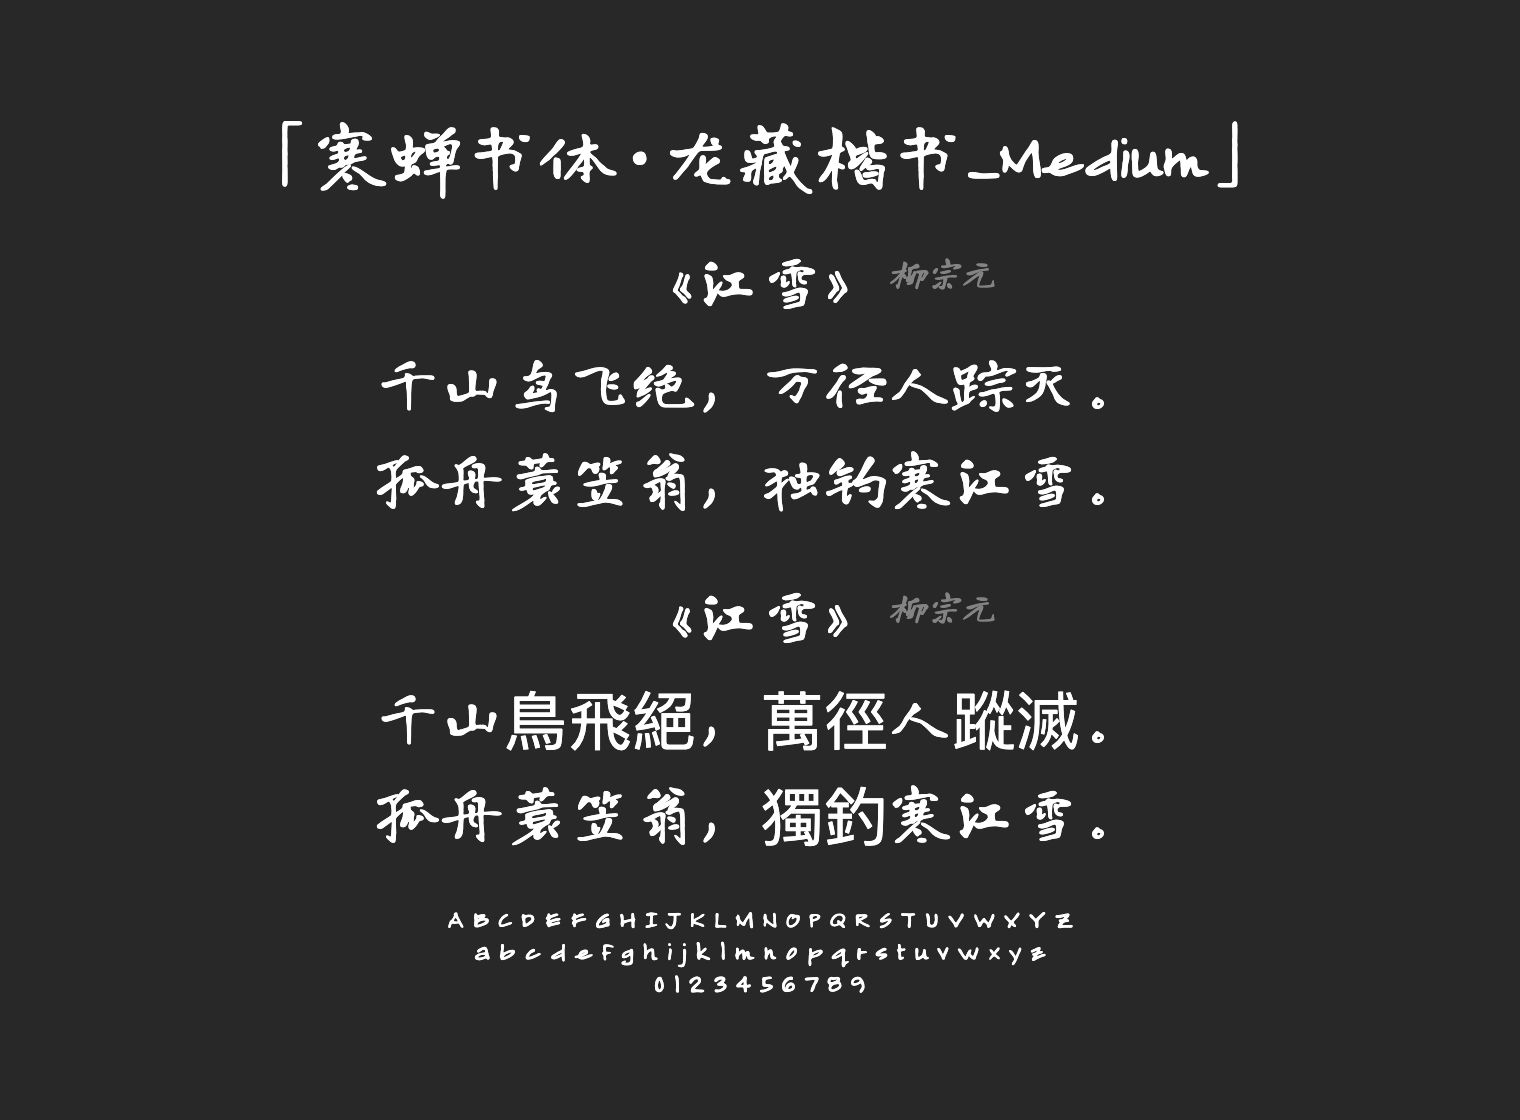 「寒蝉书体·龙藏楷书_Medium」
《江雪》 柳宗元
千山鸟飞绝，万径人踪灭。
孤舟蓑笠翁，独钓寒江雪。
《江雪》 柳宗元
千山鳥飛絕，萬徑人蹤滅。
孤舟蓑笠翁，獨釣寒江雪。
A B C D E F G H I J K L M N O P Q R S T U V W X Y Z
a b c d e f g h i j k l m n o p q r s t u v w x y z
0 1 2 3 4 5 6 7 8 9